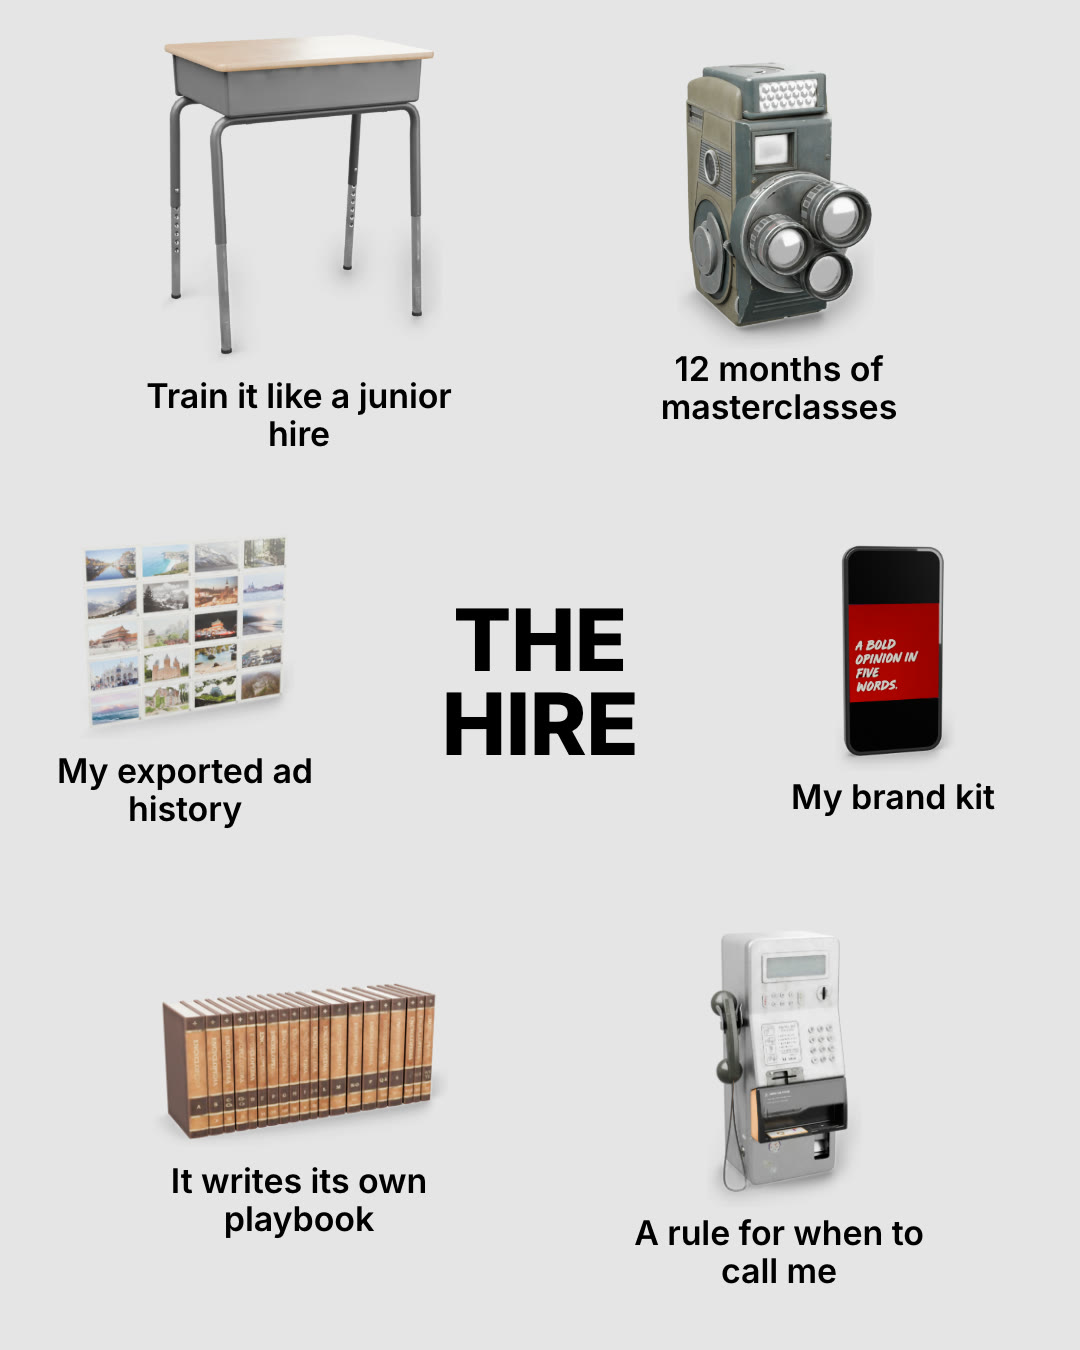 Train it like a junior
hire
12 months of
masterclasses
My exported ad
history
THE
HIRE
A BOLD
OPINION IN
FIVE
WORDS.
My brand kit
It writes its own
playbook
A rule for when to
call me